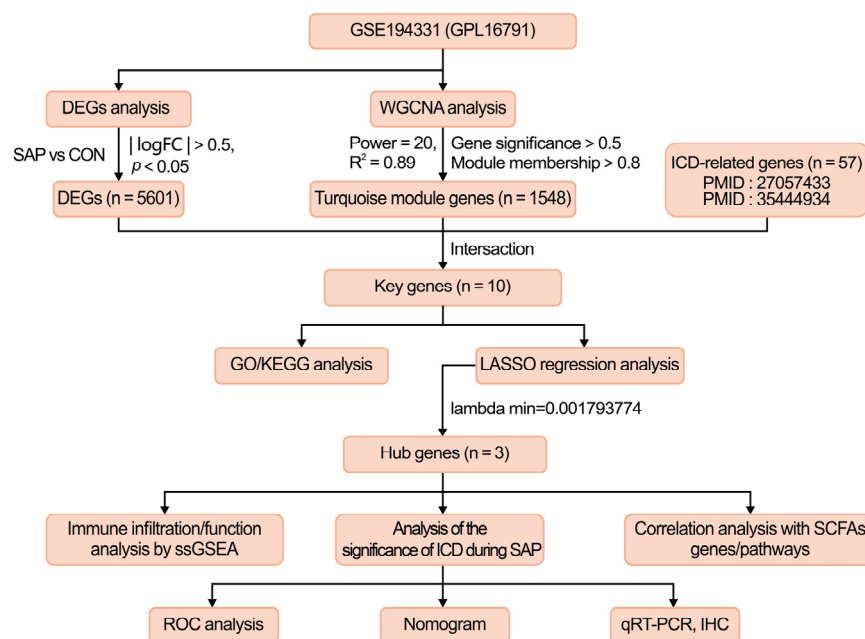 GSE194331 (GPL16791)
DEGs analysis
WGCNA analysis
SAP vs CON
| logFC | > 0.5,
p < 0.05
Power = 20,
R² = 0.89
Gene significance > 0.5
Module membership > 0.8
ICD-related genes (n = 57)
PMID : 27057433
PMID : 35444934
DEGs (n = 5601)
Turquoise module genes (n = 1548)
Intersaction
Key genes (n = 10)
GO/KEGG analysis
LASSO regression analysis
lambda min=0.001793774
Hub genes (n = 3)
Immune infiltration/function
analysis by ssGSEA
Analysis of the
significance of ICD during SAP
Correlation analysis with SCFAs
genes/pathways
ROC analysis
Nomogram
qRT-PCR, IHC